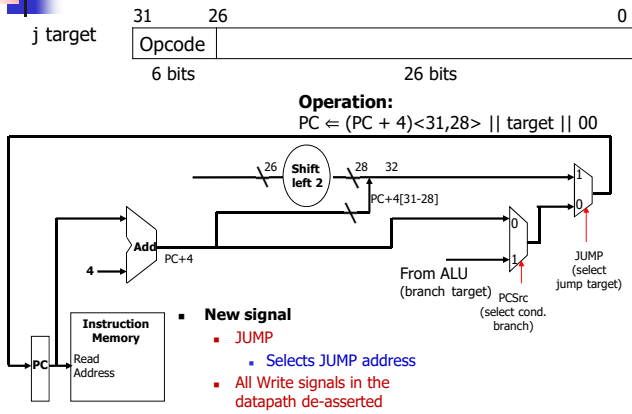 31 26 0
j target
Opcode
6 bits 26 bits
Operation:
PC ⇐ (PC + 4)<31,28> || target || 00
26
Shift
left 2
28 32
1
PC+4[31-28]
0
0
Add
PC+4
4
1
From ALU
(branch target)
PCSrc
(select cond.
branch)
JUMP
(select
jump target)
PC
Instruction
Memory
Read
Address
▪ New signal
▪ JUMP
▪ Selects JUMP address
▪ All Write signals in the
datapath de-asserted